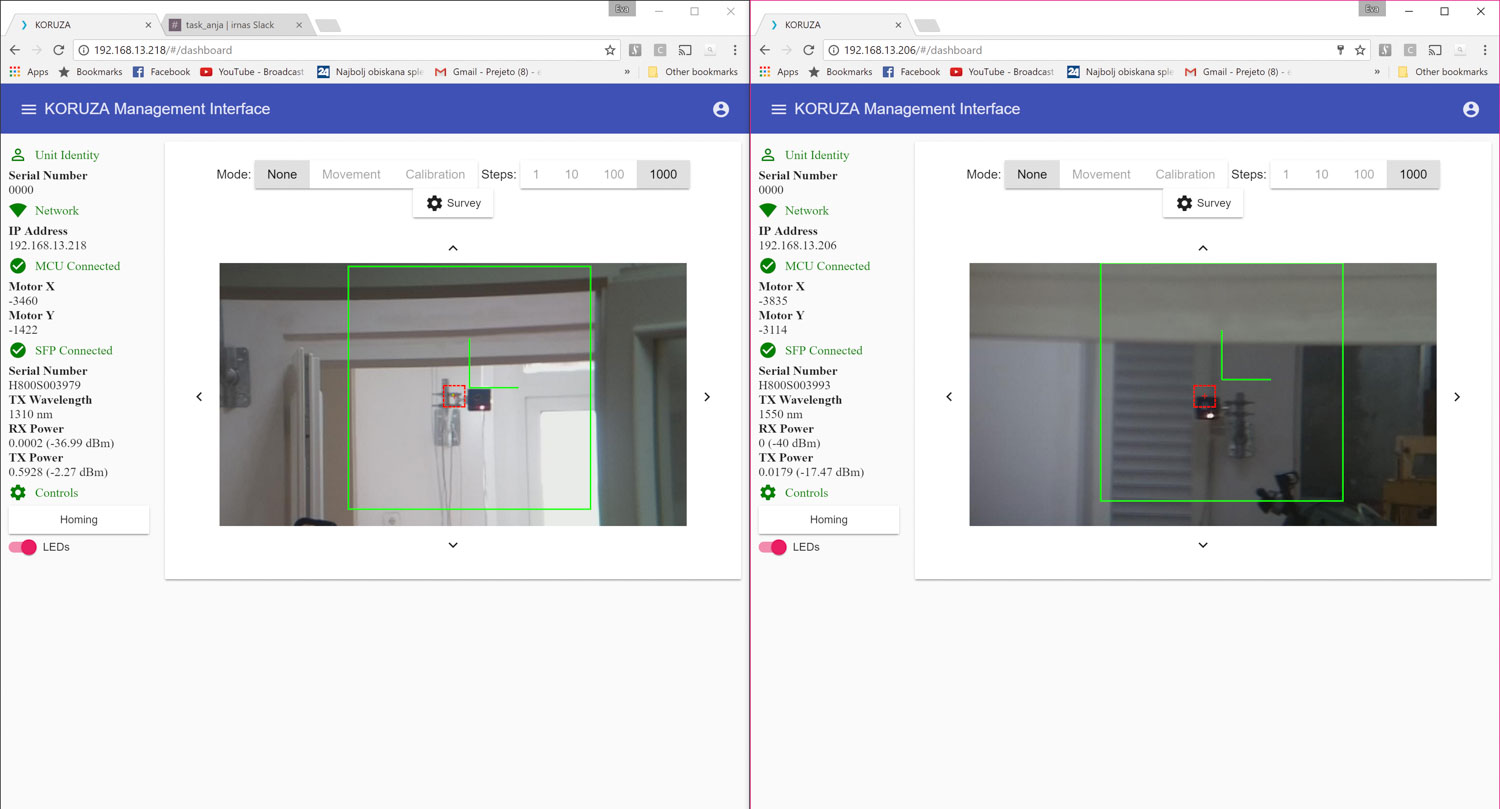 Eva
KORUZA
task_anja | irnas Slack
192.168.13.218/#/dashboard
Apps
Bookmarks
Facebook
YouTube - Broadcast
Najbolj obiskana sple
Gmail - Prejeto (8) - e
»
Other bookmarks
KORUZA Management Interface
Unit Identity
Serial Number
0000
Network
IP Address
192.168.13.218
MCU Connected
Motor X
-3460
Motor Y
-1422
SFP Connected
Serial Number
H800S003979
TX Wavelength
1310 nm
RX Power
0.0002 (-36.99 dBm)
TX Power
0.5928 (-2.27 dBm)
Controls
Homing
LEDs
Mode: None Movement Calibration Steps: 1 10 100 1000
Survey
Eva
KORUZA
192.168.13.206/#/dashboard
Apps
Bookmarks
Facebook
YouTube - Broadcast
Najbolj obiskana sple
Gmail - Prejeto (8) - e
»
Other bookmarks
KORUZA Management Interface
Unit Identity
Serial Number
0000
Network
IP Address
192.168.13.206
MCU Connected
Motor X
-3835
Motor Y
-3114
SFP Connected
Serial Number
H800S003993
TX Wavelength
1550 nm
RX Power
0 (-40 dBm)
TX Power
0.0179 (-17.47 dBm)
Controls
Homing
LEDs
Mode: None Movement Calibration Steps: 1 10 100 1000
Survey